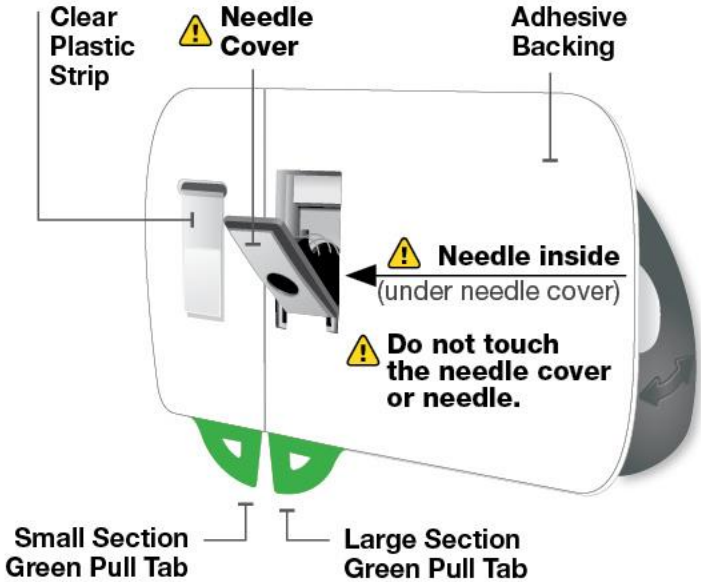 Clear
Plastic
Strip
Needle
Cover
Adhesive
Backing
Needle inside
(under needle cover)
Do not touch
the needle cover
or needle.
Small Section
Green Pull Tab
Large Section
Green Pull Tab